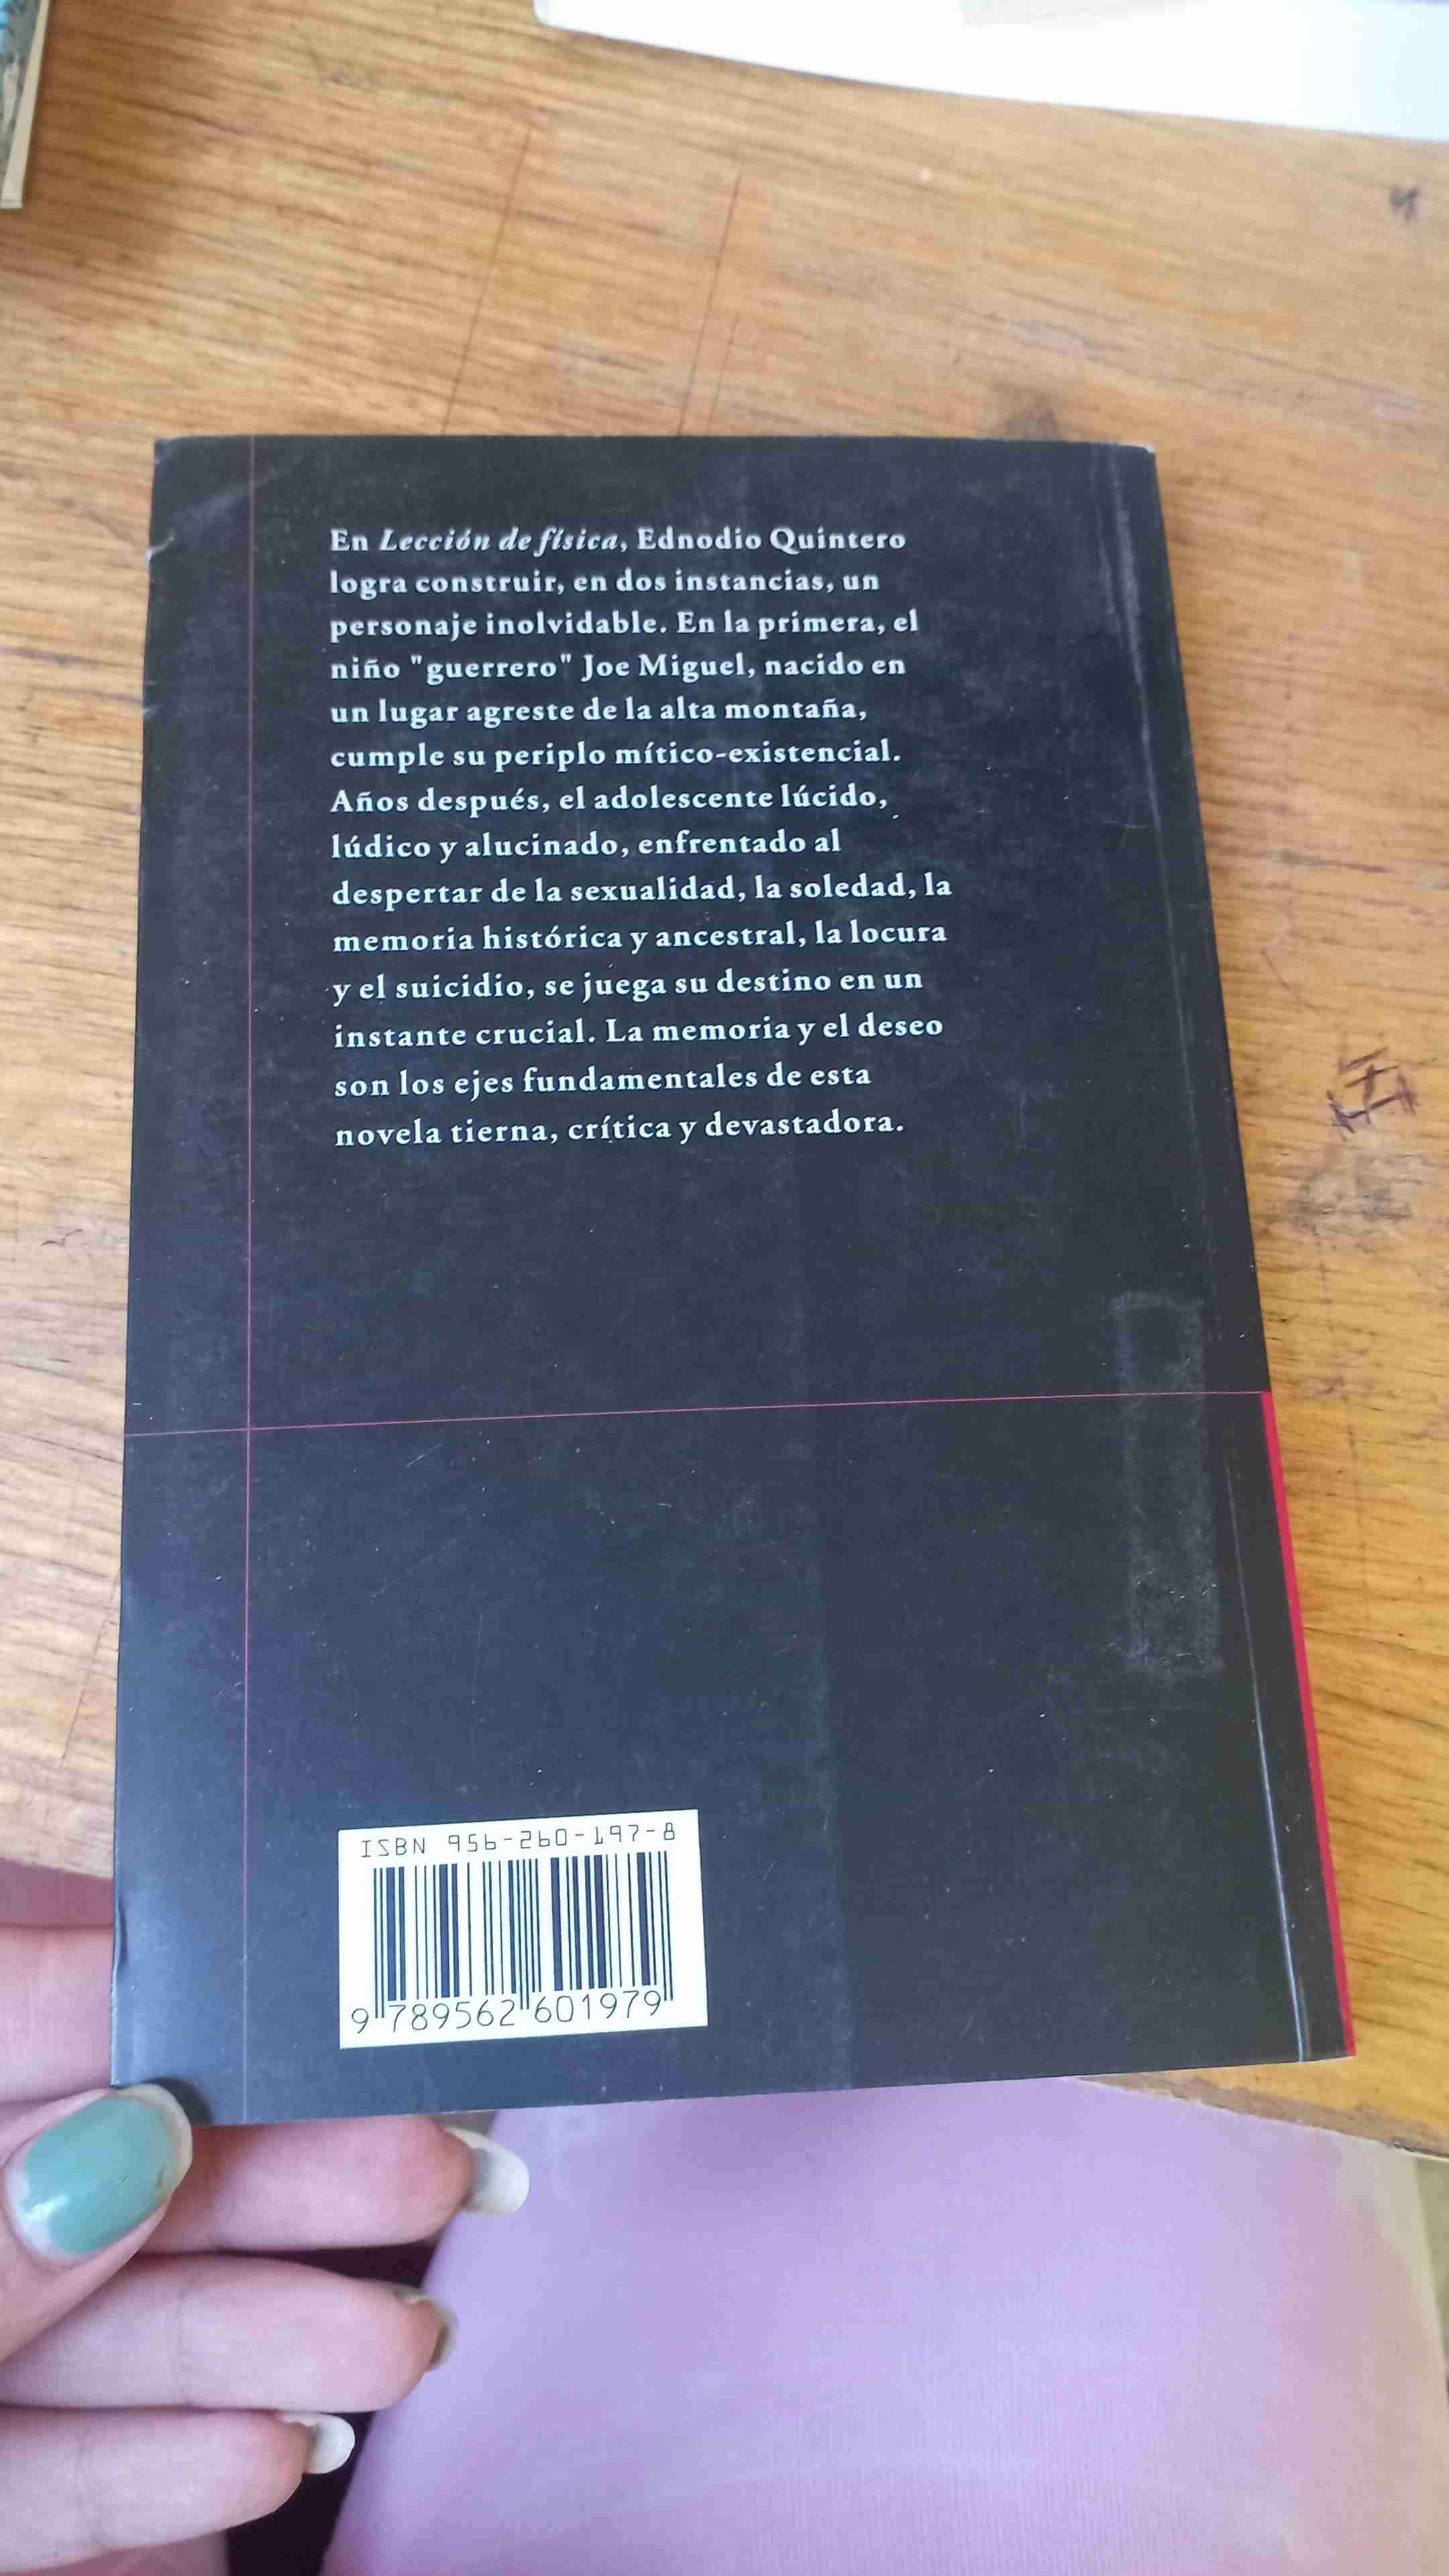 En Lección de física, Ednodio Quintero
logra construir, en dos instancias, un
personaje inolvidable. En la primera, el
niño "guerrero" Joe Miguel, nacido en
un lugar agreste de la alta montaña,
cumple su periplo mítico-existencial.
Años después, el adolescente lúcido,
lúdico y alucinado, enfrentado al
despertar de la sexualidad, la soledad, la
memoria histórica y ancestral, la locura
y el suicidio, se juega su destino en un
instante crucial. La memoria y el deseo
son los ejes fundamentales de esta
novela tierna, crítica y devastadora.
ISBN 956-260-197-8
9 789562 601979